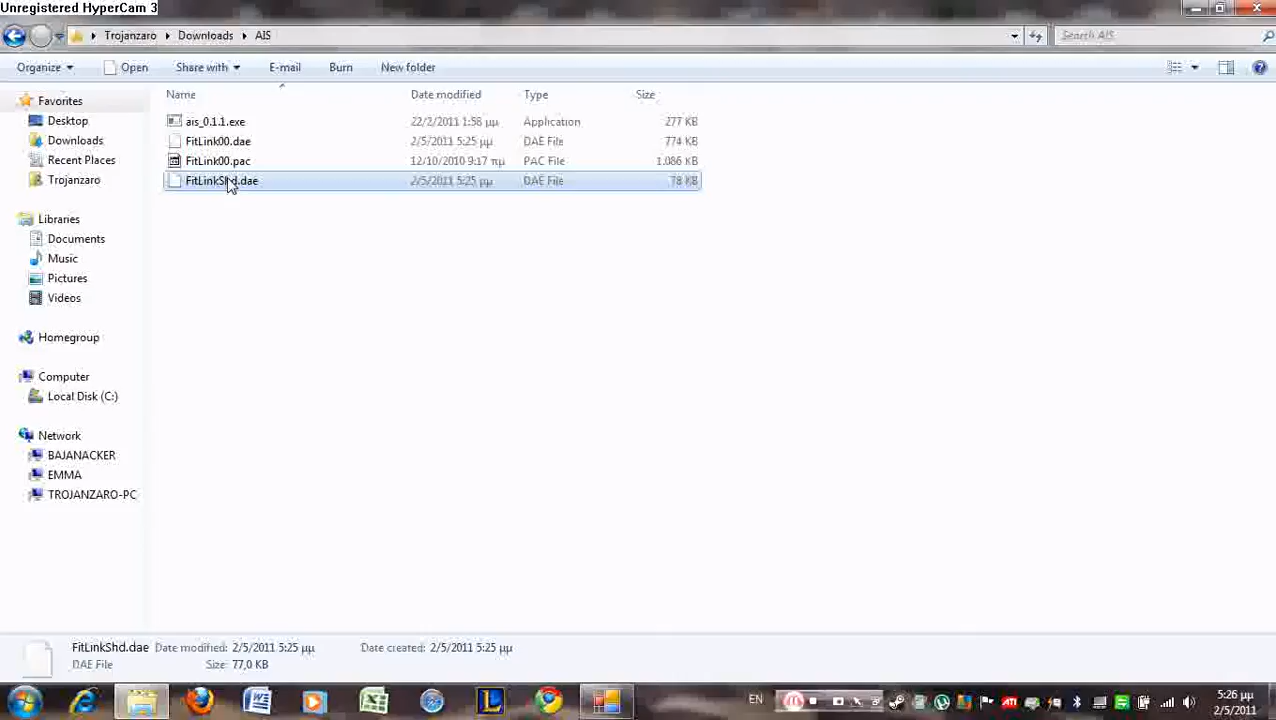 Unregistered HyperCam 3
Trojanzaro Downloads AIS
Search AIS
Organize Open Share with E-mail Burn New folder
Name Date modified Type Size
ais_0.1.1.exe 22/2/2011 1:58 μμ Application 277 KB
FitLink00.dae 2/5/2011 5:25 μμ DAE File 774 KB
FitLink00.pac 12/10/2010 9:17 πμ PAC File 1.086 KB
FitLinkShd.dae 2/5/2011 5:25 μμ DAE File 78 KB
Favorites
Desktop
Downloads
Recent Places
Trojanzaro
Libraries
Documents
Music
Pictures
Videos
Homegroup
Computer
Local Disk (C:)
Network
BAJANACKER
EMMA
TROJANZARO-PC
FitLinkShd.dae Date modified: 2/5/2011 5:25 μμ Date created: 2/5/2011 5:25 μμ
DAE File Size: 77,0 KB
EN
5:26 μμ
2/5/2011